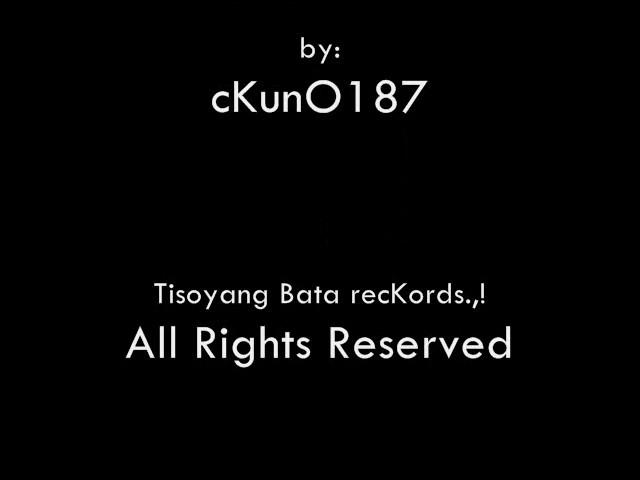 by:
cKunO187
Tisoyang Bata recKords.,!
All Rights Reserved